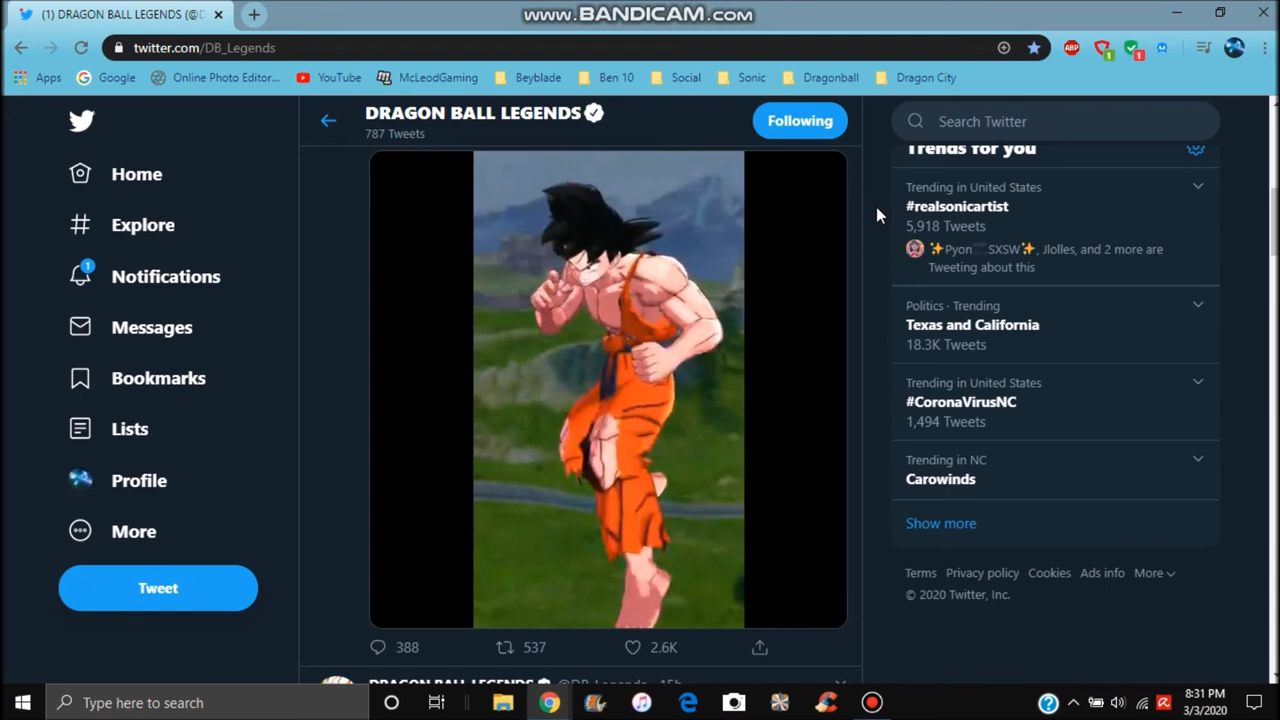 www.BANDICAM.com
(1) DRAGON BALL LEGENDS (@D
twitter.com/DB_Legends
Apps
Google
Online Photo Editor...
YouTube
McLeodGaming
Beyblade
Ben 10
Social
Sonic
Dragonball
Dragon City
ABP
1
1
DRAGON BALL LEGENDS
787 Tweets
Following
Search Twitter
Home
Explore
1
Notifications
Messages
Bookmarks
Lists
Profile
More
Tweet
Trends for you
Trending in United States
#realsonicartist
5,918 Tweets
✨Pyon SXSW✨, Jlolles, and 2 more are
Tweeting about this
Politics · Trending
Texas and California
18.3K Tweets
Trending in United States
#CoronaVirusNC
1,494 Tweets
Trending in NC
Carowinds
Show more
Terms Privacy policy Cookies Ads info More
© 2020 Twitter, Inc.
388
537
2.6K
DRAGON BALL LEGENDS @DB_Legends · 15h
Type here to search
8:31 PM
3/3/2020